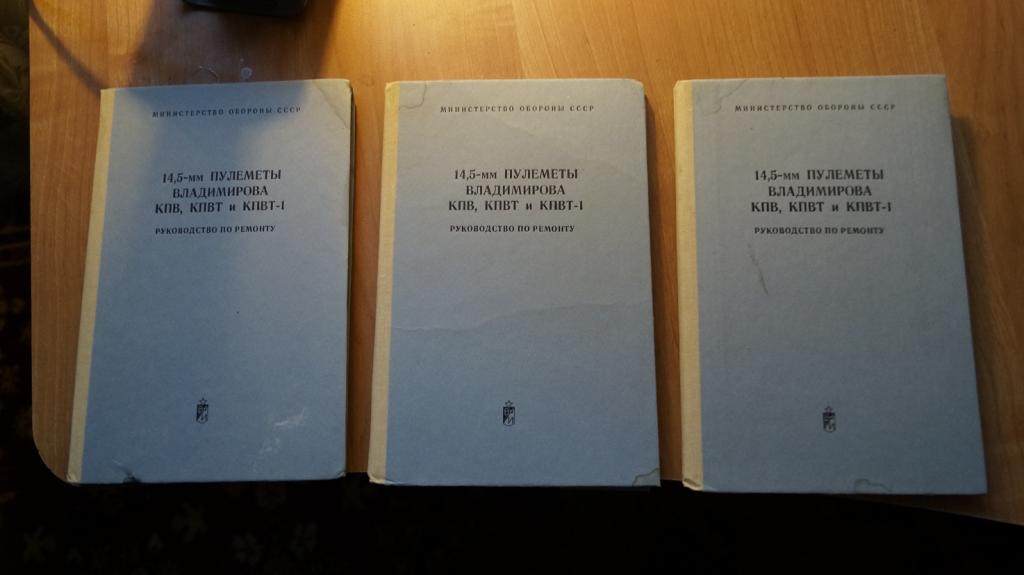 МИНИСТЕРСТВО ОБОРОНЫ СССР
14,5-мм ПУЛЕМЕТЫ
ВЛАДИМИРОВА
КПВ, КПВТ и КПВТ-1
РУКОВОДСТВО ПО РЕМОНТУ
МИНИСТЕРСТВО ОБОРОНЫ СССР
14,5-мм ПУЛЕМЕТЫ
ВЛАДИМИРОВА
КПВ, КПВТ и КПВТ-1
РУКОВОДСТВО ПО РЕМОНТУ
МИНИСТЕРСТВО ОБОРОНЫ СССР
14,5-мм ПУЛЕМЕТЫ
ВЛАДИМИРОВА
КПВ, КПВТ и КПВТ-1
РУКОВОДСТВО ПО РЕМОНТУ